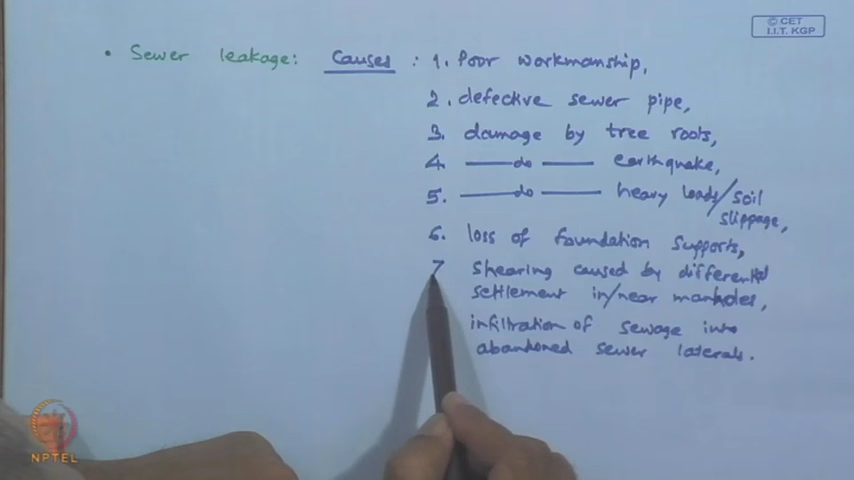 © CET
I.I.T. KGP
• Sewer leakage: Causes : 1. Poor workmanship,
2. defective sewer pipe,
3. damage by tree roots,
4 —— do —— earthquake,
5. —— do —— heavy loads/soil
slippage,
6. loss of foundation supports,
7 shearing caused by differential
settlement in/near manholes,
infiltration of sewage into
abandoned sewer laterals.
NPTEL